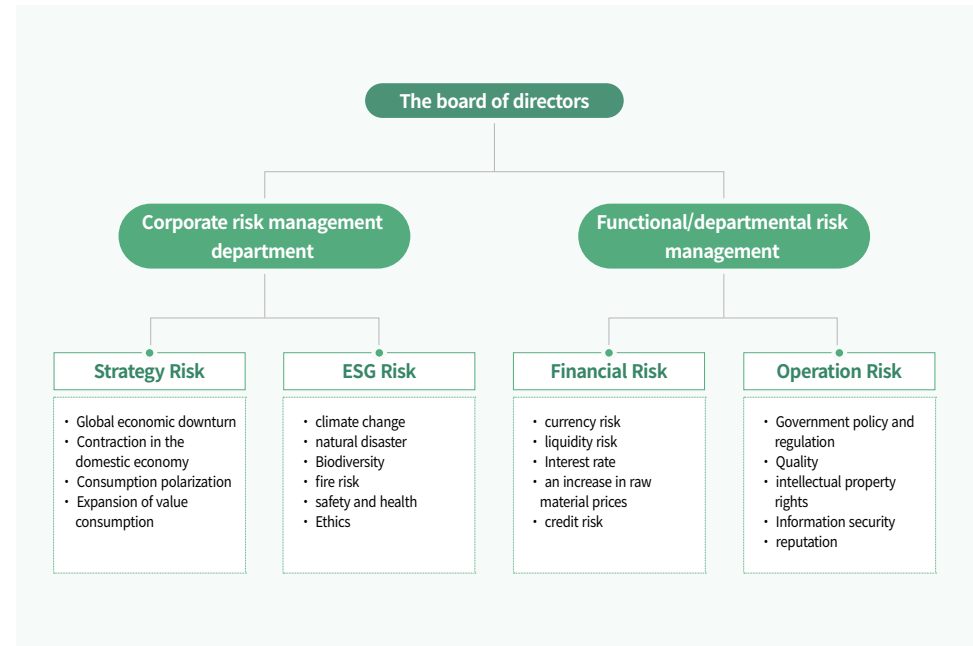 The board of directors
Corporate risk management
department
Functional/departmental risk
management
Strategy Risk
• Global economic downturn
• Contraction in the
domestic economy
• Consumption polarization
• Expansion of value
consumption
ESG Risk
• climate change
• natural disaster
• Biodiversity
• fire risk
• safety and health
• Ethics
Financial Risk
• currency risk
• liquidity risk
• Interest rate
• an increase in raw
material prices
• credit risk
Operation Risk
• Government policy and
regulation
• Quality
• intellectual property
rights
• Information security
• reputation